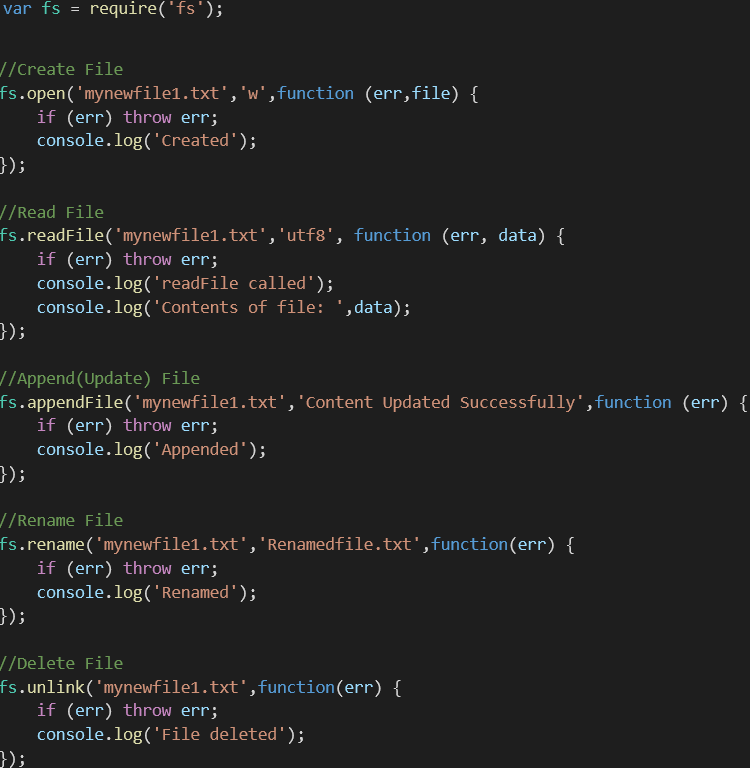 var fs = require('fs');
//Create File
fs.open('mynewfile1.txt','w',function (err,file) {
    if (err) throw err;
    console.log('Created');
});
//Read File
fs.readFile('mynewfile1.txt','utf8', function (err, data) {
    if (err) throw err;
    console.log('readFile called');
    console.log('Contents of file: ',data);
});
//Append(Update) File
fs.appendFile('mynewfile1.txt','Content Updated Successfully',function (err) {
    if (err) throw err;
    console.log('Appended');
});
//Rename File
fs.rename('mynewfile1.txt','Renamedfile.txt',function(err) {
    if (err) throw err;
    console.log('Renamed');
});
//Delete File
fs.unlink('mynewfile1.txt',function(err) {
    if (err) throw err;
    console.log('File deleted');
});